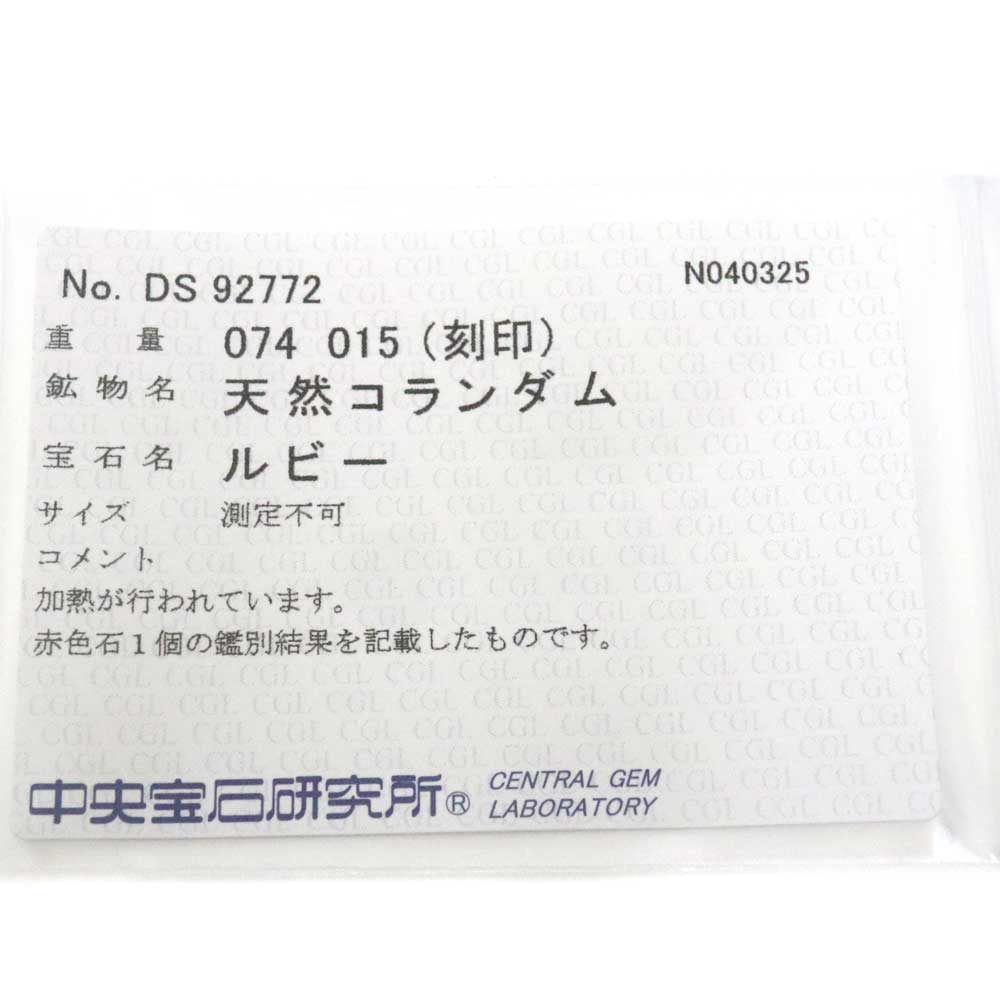 No. DS 92772 N040325
重量 074 015 (刻印)
鉱物名 天然コランダム
宝石名 ルビー
サイズ 測定不可
コメント
加熱が行われています。
赤色石1個の鑑別結果を記載したものです。
中央宝石研究所® CENTRAL GEM LABORATORY